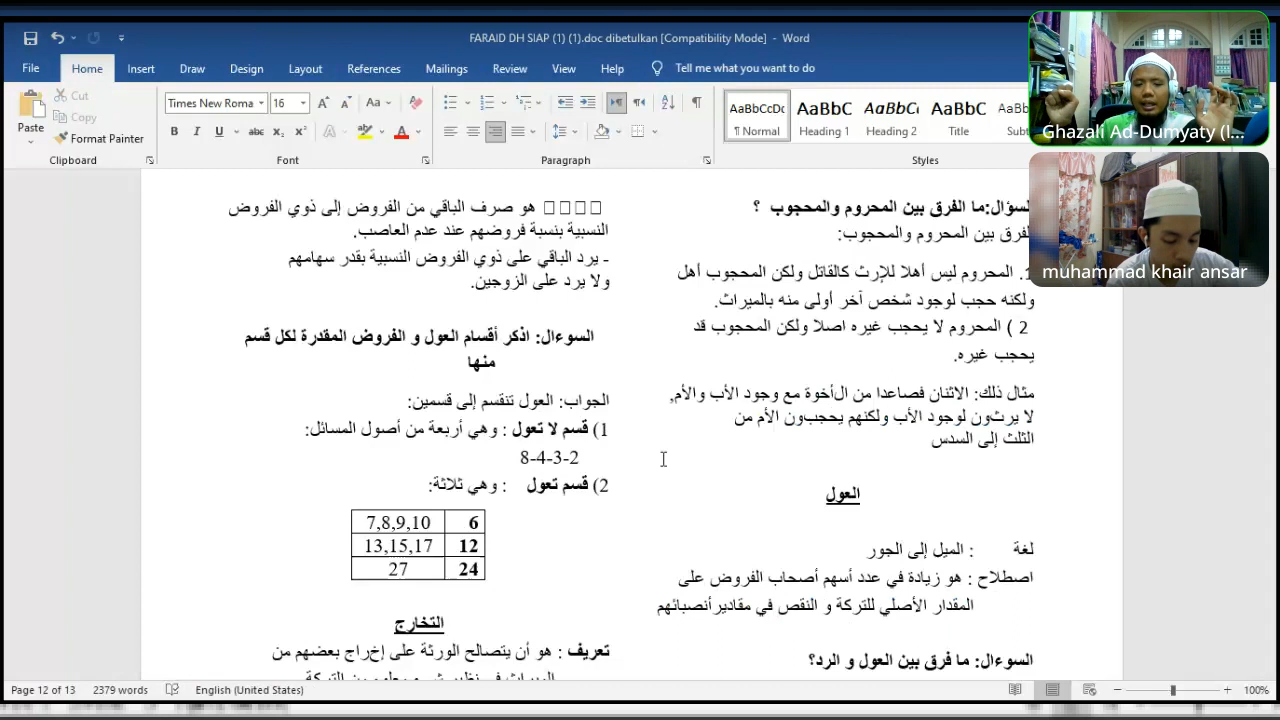 FARAID DH SIAP (1) (1).doc dibetulkan [Compatibility Mode] - Word
File Home Insert Draw Design Layout References Mailings Review View Help Tell me what you want to do
Paste Cut Copy Format Painter
Times New Roma 16
AaBbCcDc AaBbC AaBbCc AaBbC
¶ Normal Heading 1 Heading 2 Title Subt
Clipboard Font Paragraph Styles
Ghazali Ad-Dumyaty (I...
muhammad khair ansar
السؤال:ما الفرق بين المحروم والمحجوب ؟
الفرق بين المحروم والمحجوب:
1. المحروم ليس أهلا للإرث كالقاتل ولكن المحجوب أهل
ولكنه حجب لوجود شخص آخر أولى منه بالميراث.
2 ) المحروم لا يحجب غيره اصلا ولكن المحجوب قد
يحجب غيره.
مثال ذلك: الاثنان فصاعدا من الأخوة مع وجود الأب والأم,
لا يرثون لوجود الأب ولكنهم يحجبون الأم من
الثلث إلى السدس
العول
لغة : الميل إلى الجور
اصطلاح : هو زيادة في عدد أسهم أصحاب الفروض على
المقدار الأصلي للتركة و النقص في مقاديرأنصبائهم
السوءال: ما فرق بين العول و الرد؟
هو صرف الباقي من الفروض إلى ذوي الفروض
النسبية بنسبة فروضهم عند عدم العاصب.
- يرد الباقي على ذوي الفروض النسبية بقدر سهامهم
ولا يرد على الزوجين.
السوءال: اذكر أقسام العول و الفروض المقدرة لكل قسم
منها
الجواب: العول تنقسم إلى قسمين:
1) قسم لا تعول : وهي أربعة من أصول المسائل:
8-4-3-2
2) قسم تعول : وهي ثلاثة:
7,8,9,10 6
13,15,17 12
27 24
التخارج
تعريف : هو أن يتصالح الورثة على إخراج بعضهم من
Page 12 of 13 2379 words English (United States) 100%